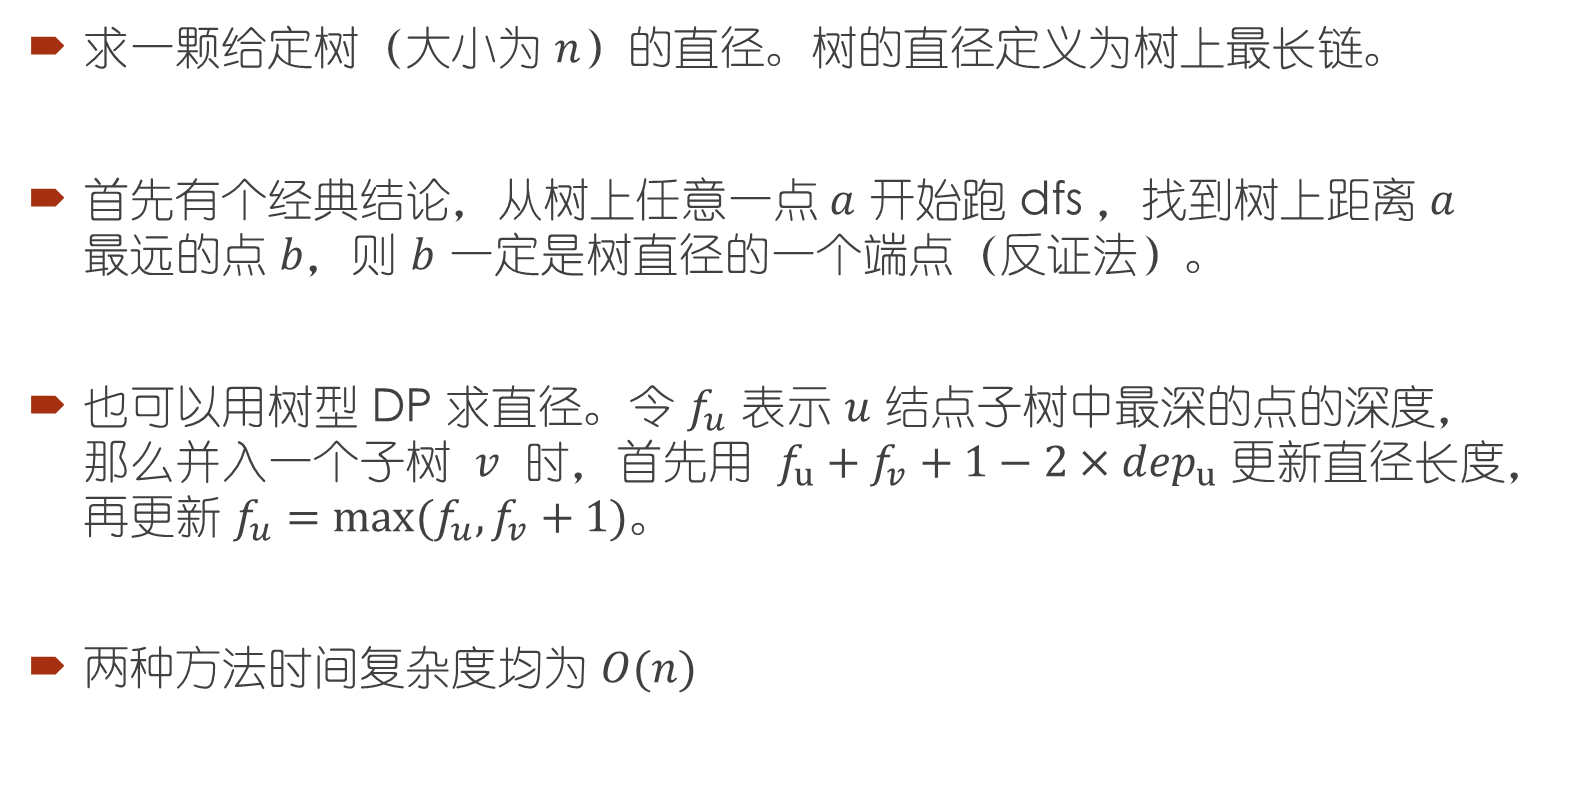 求一颗给定树（大小为 n）的直径。树的直径定义为树上最长链。
首先有个经典结论，从树上任意一点 a 开始跑 dfs ，找到树上距离 a
最远的点 b，则 b 一定是树直径的一个端点（反证法）。
也可以用树型 DP 求直径。令 f_u 表示 u 结点子树中最深的点的深度，
那么并入一个子树 v 时，首先用 f_u + f_v + 1 − 2 × dep_u 更新直径长度，
再更新 f_u = max(f_u, f_v + 1)。
两种方法时间复杂度均为 O(n)